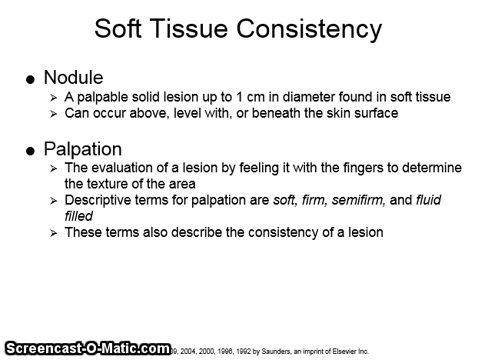 Soft Tissue Consistency
● Nodule
➢ A palpable solid lesion up to 1 cm in diameter found in soft tissue
➢ Can occur above, level with, or beneath the skin surface
● Palpation
➢ The evaluation of a lesion by feeling it with the fingers to determine
the texture of the area
➢ Descriptive terms for palpation are soft, firm, semifirm, and fluid
filled
➢ These terms also describe the consistency of a lesion
Screencast-O-Matic.com 9, 2004, 2000, 1996, 1992 by Saunders, an imprint of Elsevier Inc.